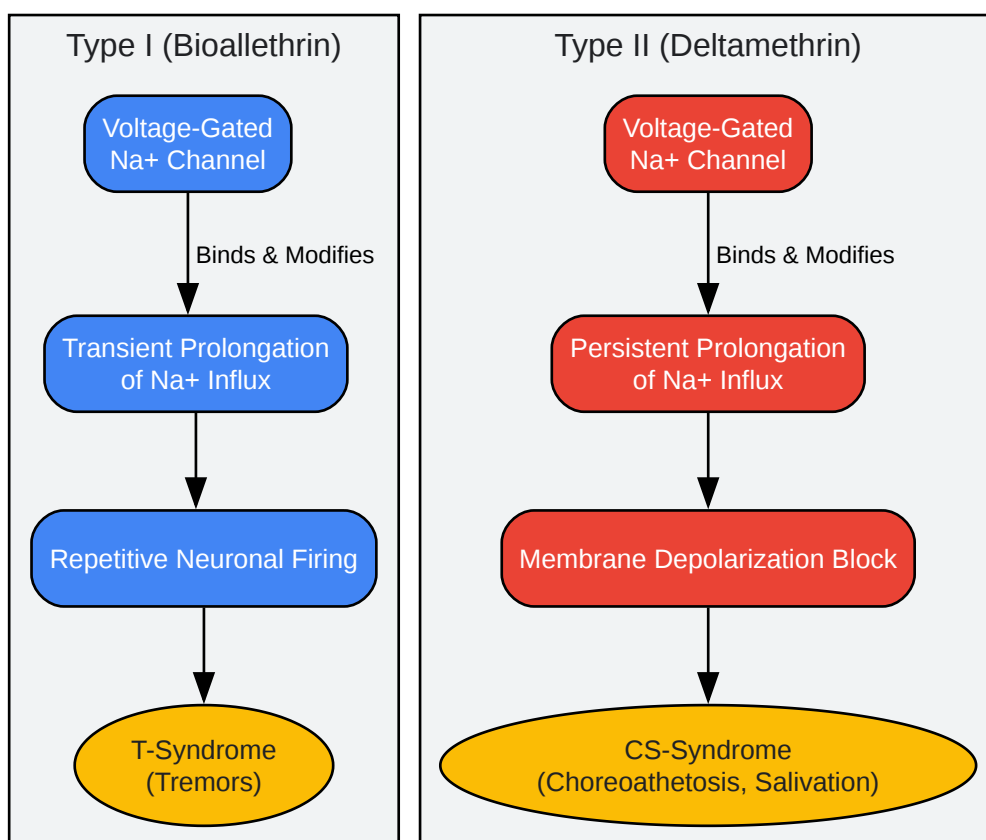 Type I (Bioallethrin)
Voltage-Gated
Na+ Channel
Binds & Modifies
Transient Prolongation
of Na+ Influx
Repetitive Neuronal Firing
T-Syndrome
(Tremors)
Type II (Deltamethrin)
Voltage-Gated
Na+ Channel
Binds & Modifies
Persistent Prolongation
of Na+ Influx
Membrane Depolarization Block
CS-Syndrome
(Choreoathetosis, Salivation)